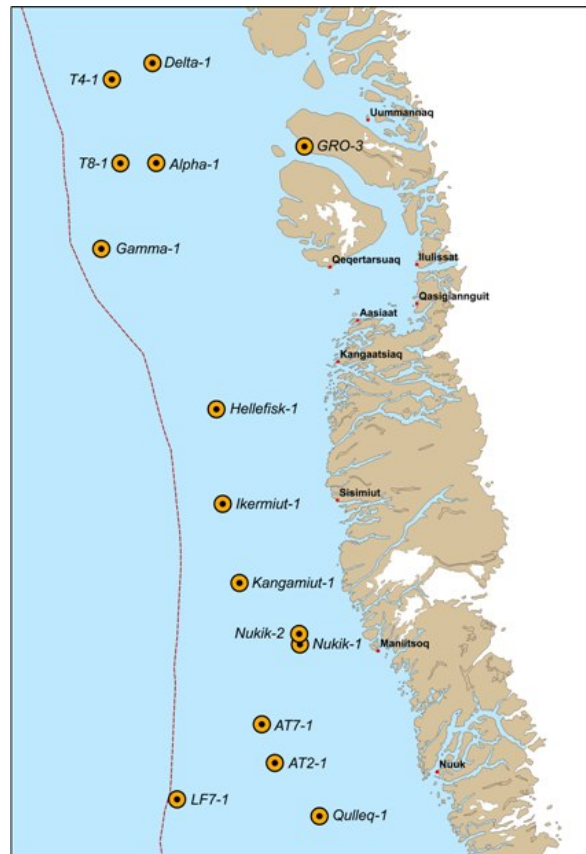 Delta-1
T4-1
Uummannaq
GRO-3
T8-1
Alpha-1
Gamma-1
Qeqertarsuaq
Ilulissat
Qasigiannguit
Aasiaat
Kangaatsiaq
Hellefisk-1
Sisimiut
Ikermiut-1
Kangamiut-1
Nukik-2
Nukik-1
Maniitsoq
AT7-1
AT2-1
Nuuk
LF7-1
Qulleq-1